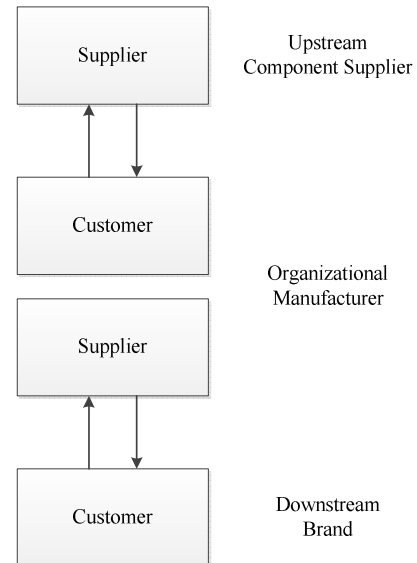 Supplier
Upstream
Component Supplier
Customer
Organizational
Manufacturer
Supplier
Customer
Downstream
Brand